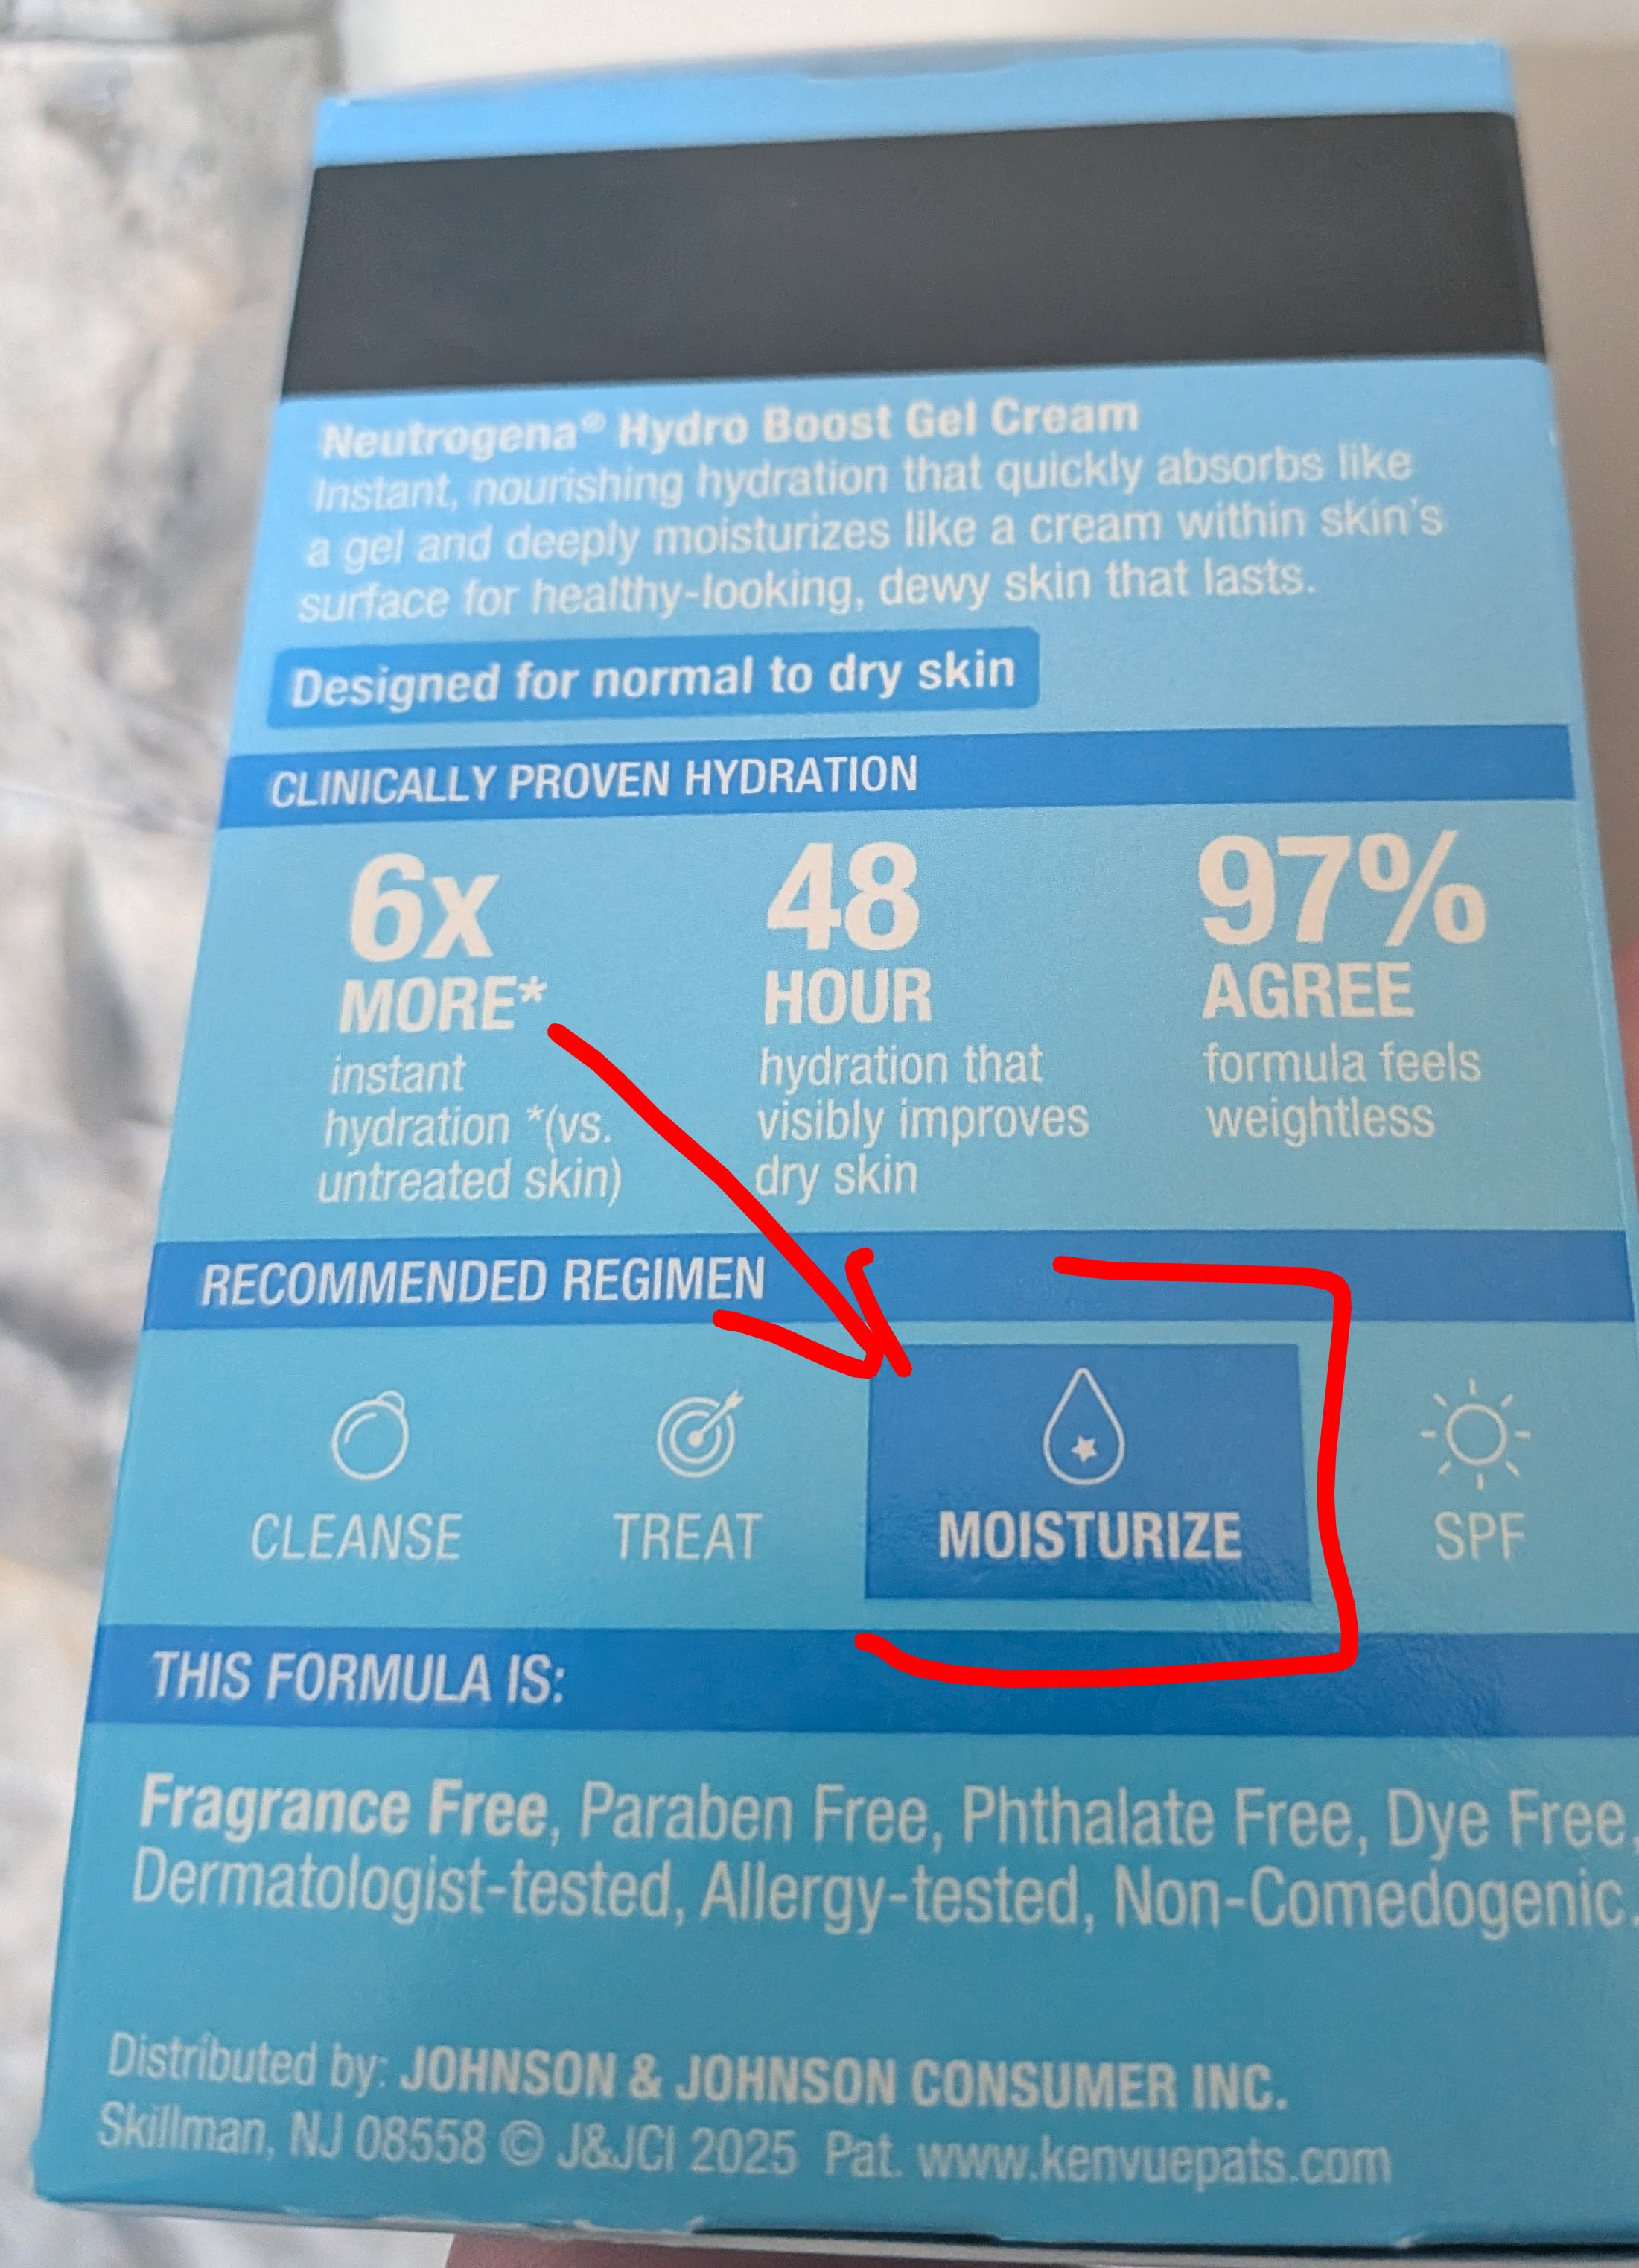 Neutrogena® Hydro Boost Gel Cream
Instant, nourishing hydration that quickly absorbs like
a gel and deeply moisturizes like a cream within skin's
surface for healthy-looking, dewy skin that lasts.
Designed for normal to dry skin
CLINICALLY PROVEN HYDRATION
6x
MORE*
instant
hydration *(vs.
untreated skin)
48
HOUR
hydration that
visibly improves
dry skin
97%
AGREE
formula feels
weightless
RECOMMENDED REGIMEN
CLEANSE
TREAT
MOISTURIZE
SPF
THIS FORMULA IS:
Fragrance Free, Paraben Free, Phthalate Free, Dye Free,
Dermatologist-tested, Allergy-tested, Non-Comedogenic.
Distributed by: JOHNSON & JOHNSON CONSUMER INC.
Skillman, NJ 08558 © J&JCI 2025 Pat. www.kenvuepats.com